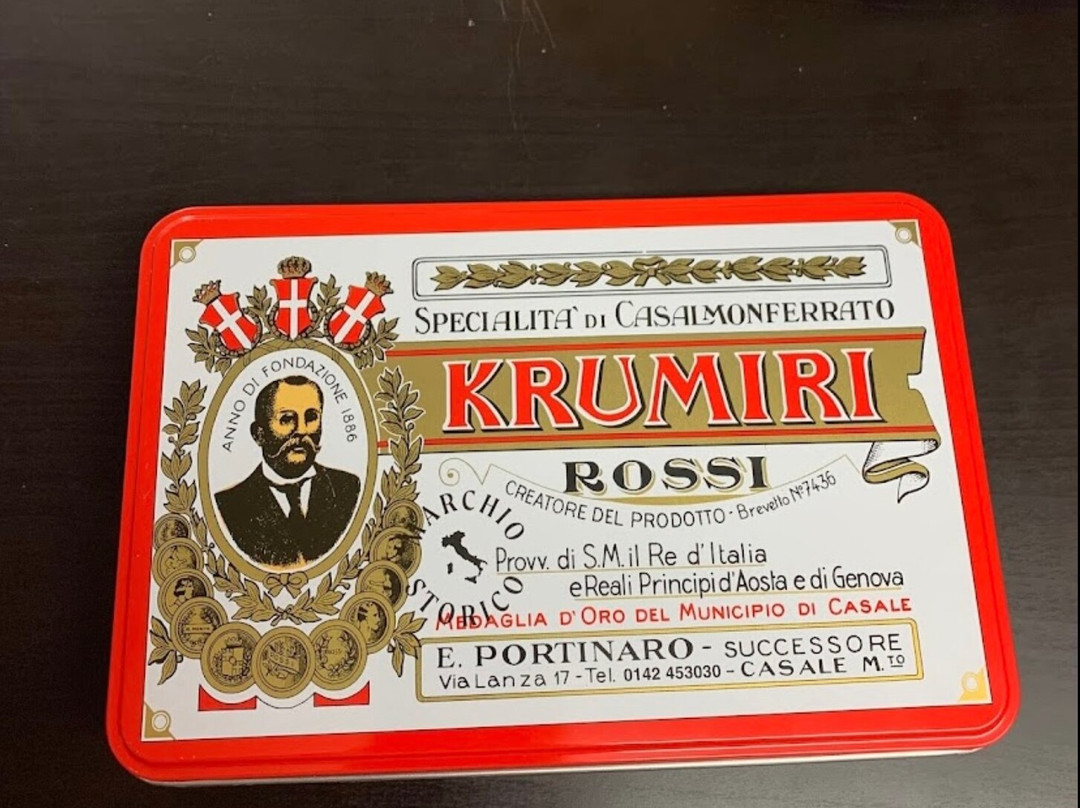 SPECIALITA' DI CASALMONFERRATO
KRUMIRI
ROSSI
CREATORE DEL PRODOTTO - Brevetto Nº 7436
ANNO DI FONDAZIONE 1886
MARCHIO STORICO
Provv. di S.M. il Re d'Italia
e Reali Principi d'Aosta e di Genova
MEDAGLIA D'ORO DEL MUNICIPIO DI CASALE
E. PORTINARO - SUCCESSORE
Via Lanza 17 - Tel. 0142 453030 - CASALE M.TO